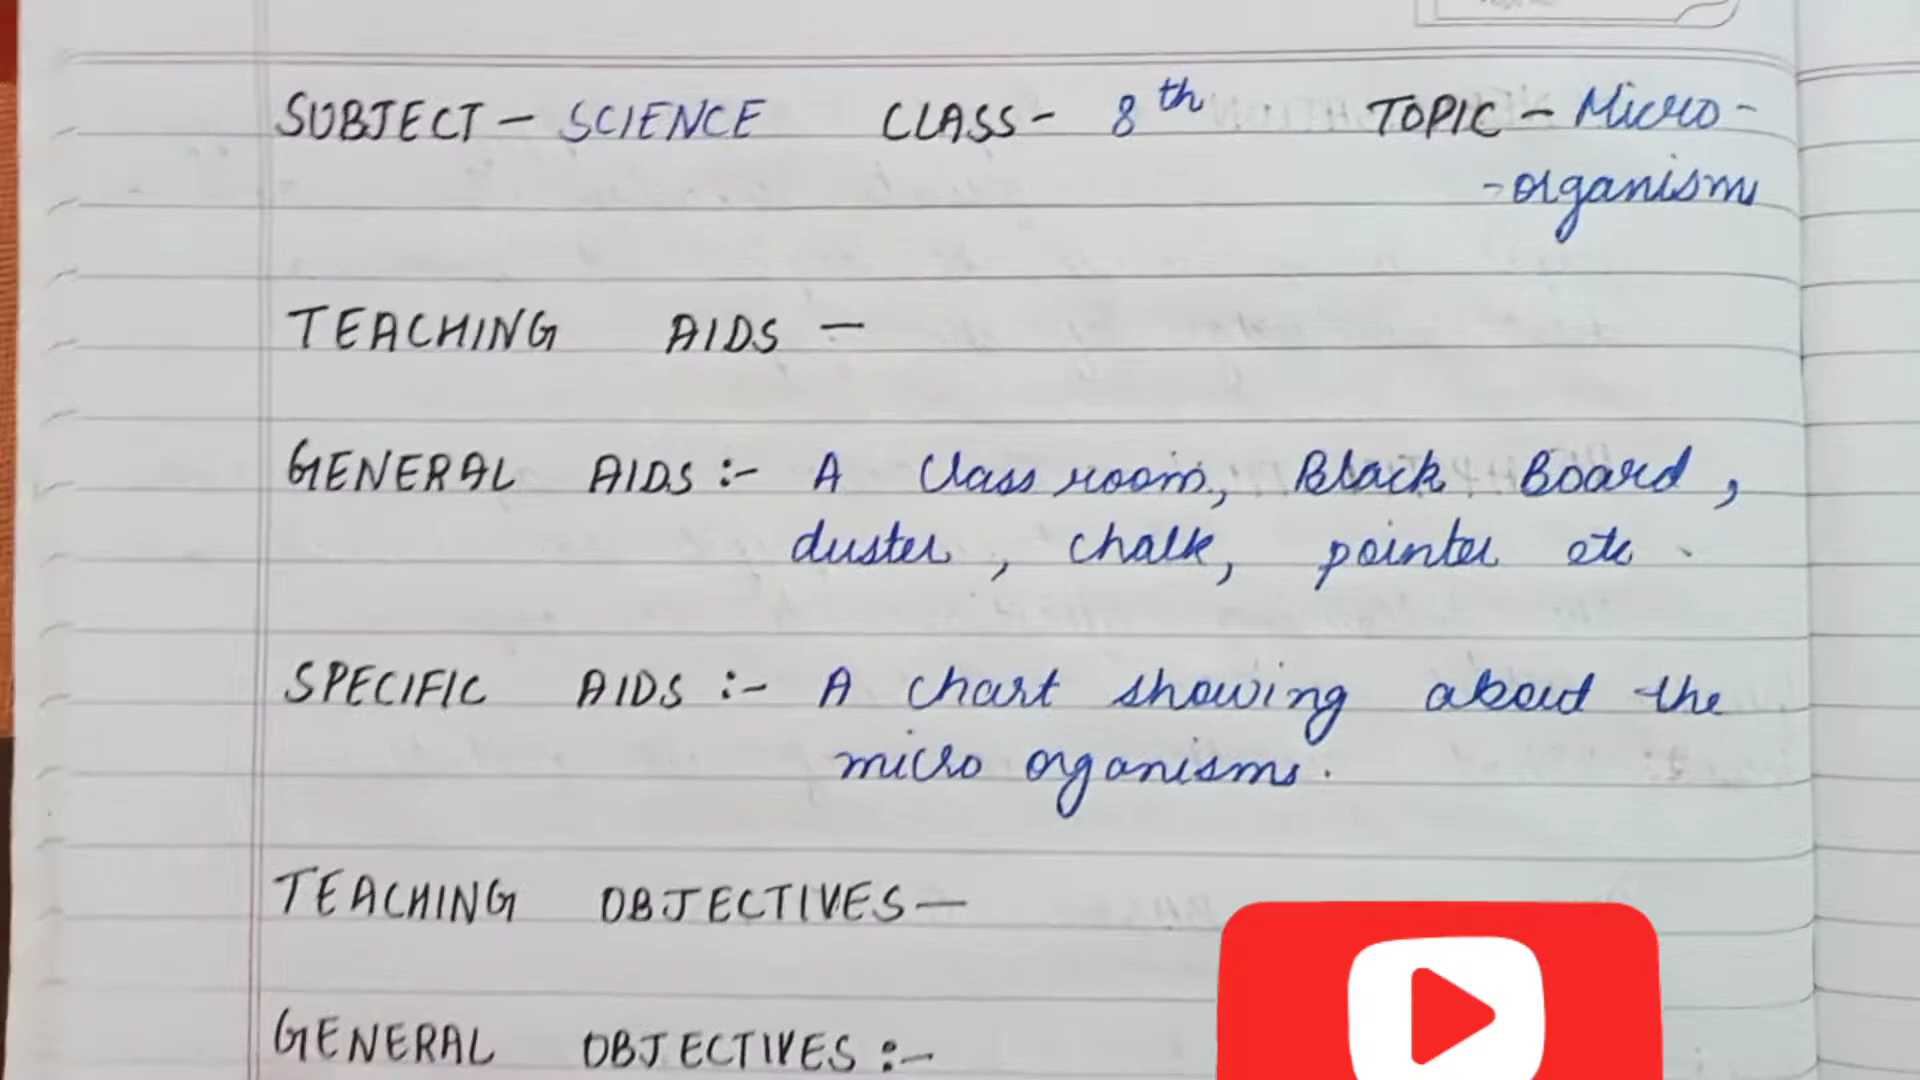 SUBJECT - SCIENCE CLASS - 8th TOPIC - Micro-
-organism
TEACHING AIDS -
GENERAL AIDS :- A Class room, Black Board,
duster, chalk, pointer etc.
SPECIFIC AIDS :- A chart showing about the
micro organisms.
TEACHING OBJECTIVES -
GENERAL OBJECTIVES :-